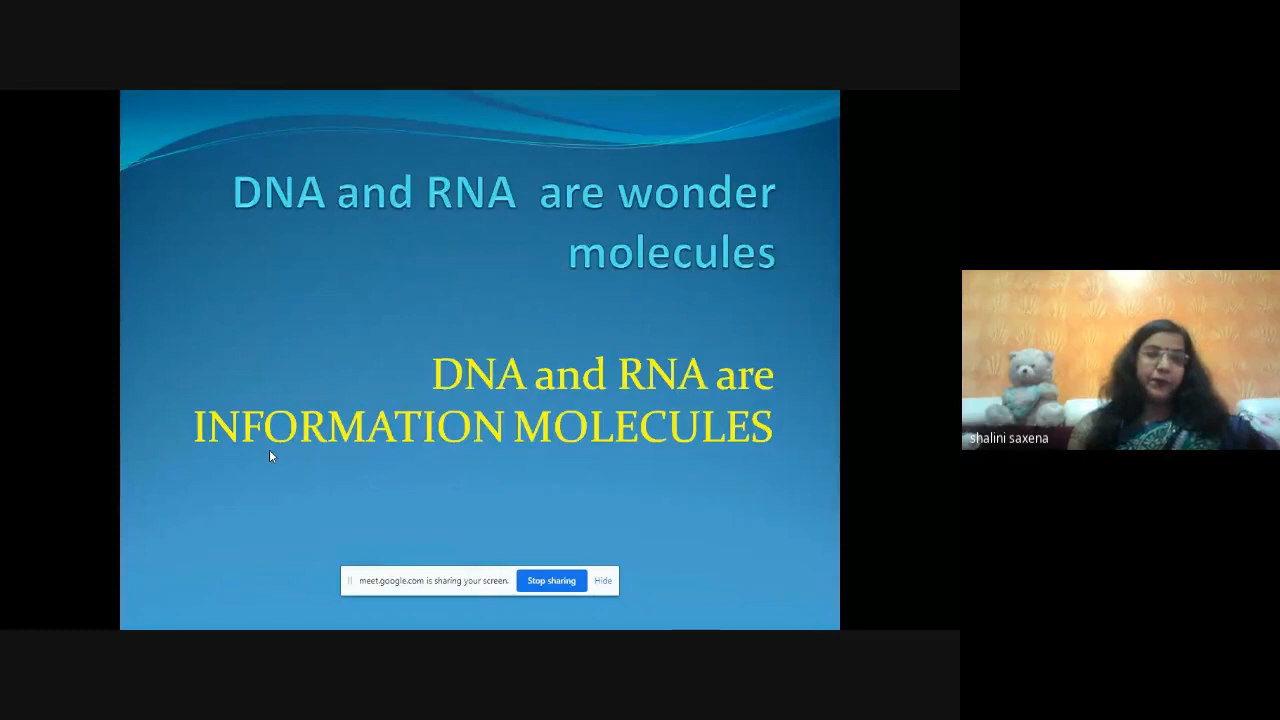 DNA and RNA are wonder
molecules
DNA and RNA are
INFORMATION MOLECULES
meet.google.com is sharing your screen.
Stop sharing
Hide
shalini saxena